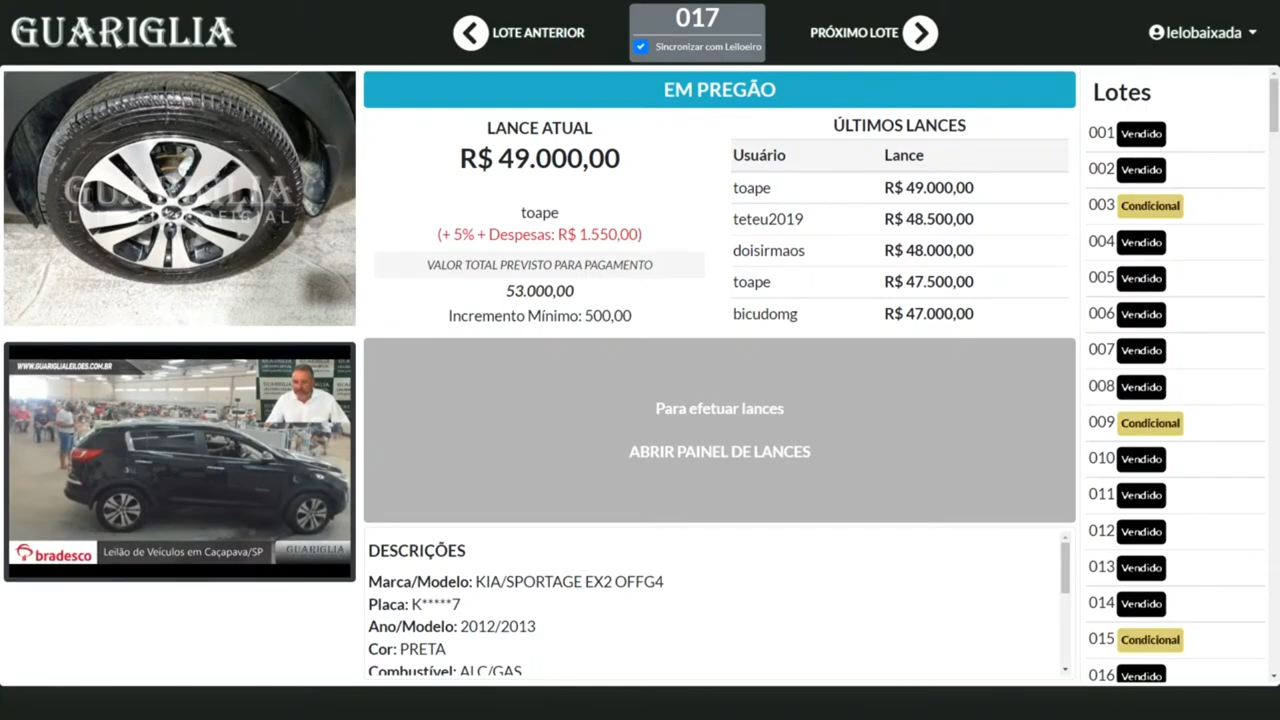 GUARIGLIA
LOTE ANTERIOR
017
Sincronizar com Leiloeiro
PRÓXIMO LOTE
lelobaixada
GUARIGLIA
EM PREGÃO
LANCE ATUAL
R$ 49.000,00
toape
(+ 5% + Despesas: R$ 1.550,00)
VALOR TOTAL PREVISTO PARA PAGAMENTO
53.000,00
Incremento Mínimo: 500,00
ÚLTIMOS LANCES
Usuário Lance
toape R$ 49.000,00
teteu2019 R$ 48.500,00
doisirmaos R$ 48.000,00
toape R$ 47.500,00
bicudomg R$ 47.000,00
Para efetuar lances
ABRIR PAINEL DE LANCES
WWW.GUARIGLIALEILOES.COM.BR
bradesco
Leilão de Veículos em Caçapava/SP
GUARIGLIA
DESCRIÇÕES
Marca/Modelo: KIA/SPORTAGE EX2 OFFG4
Placa: K*****7
Ano/Modelo: 2012/2013
Cor: PRETA
Combustível: ALC/GAS
Lotes
001 Vendido
002 Vendido
003 Condicional
004 Vendido
005 Vendido
006 Vendido
007 Vendido
008 Vendido
009 Condicional
010 Vendido
011 Vendido
012 Vendido
013 Vendido
014 Vendido
015 Condicional
016 Vendido